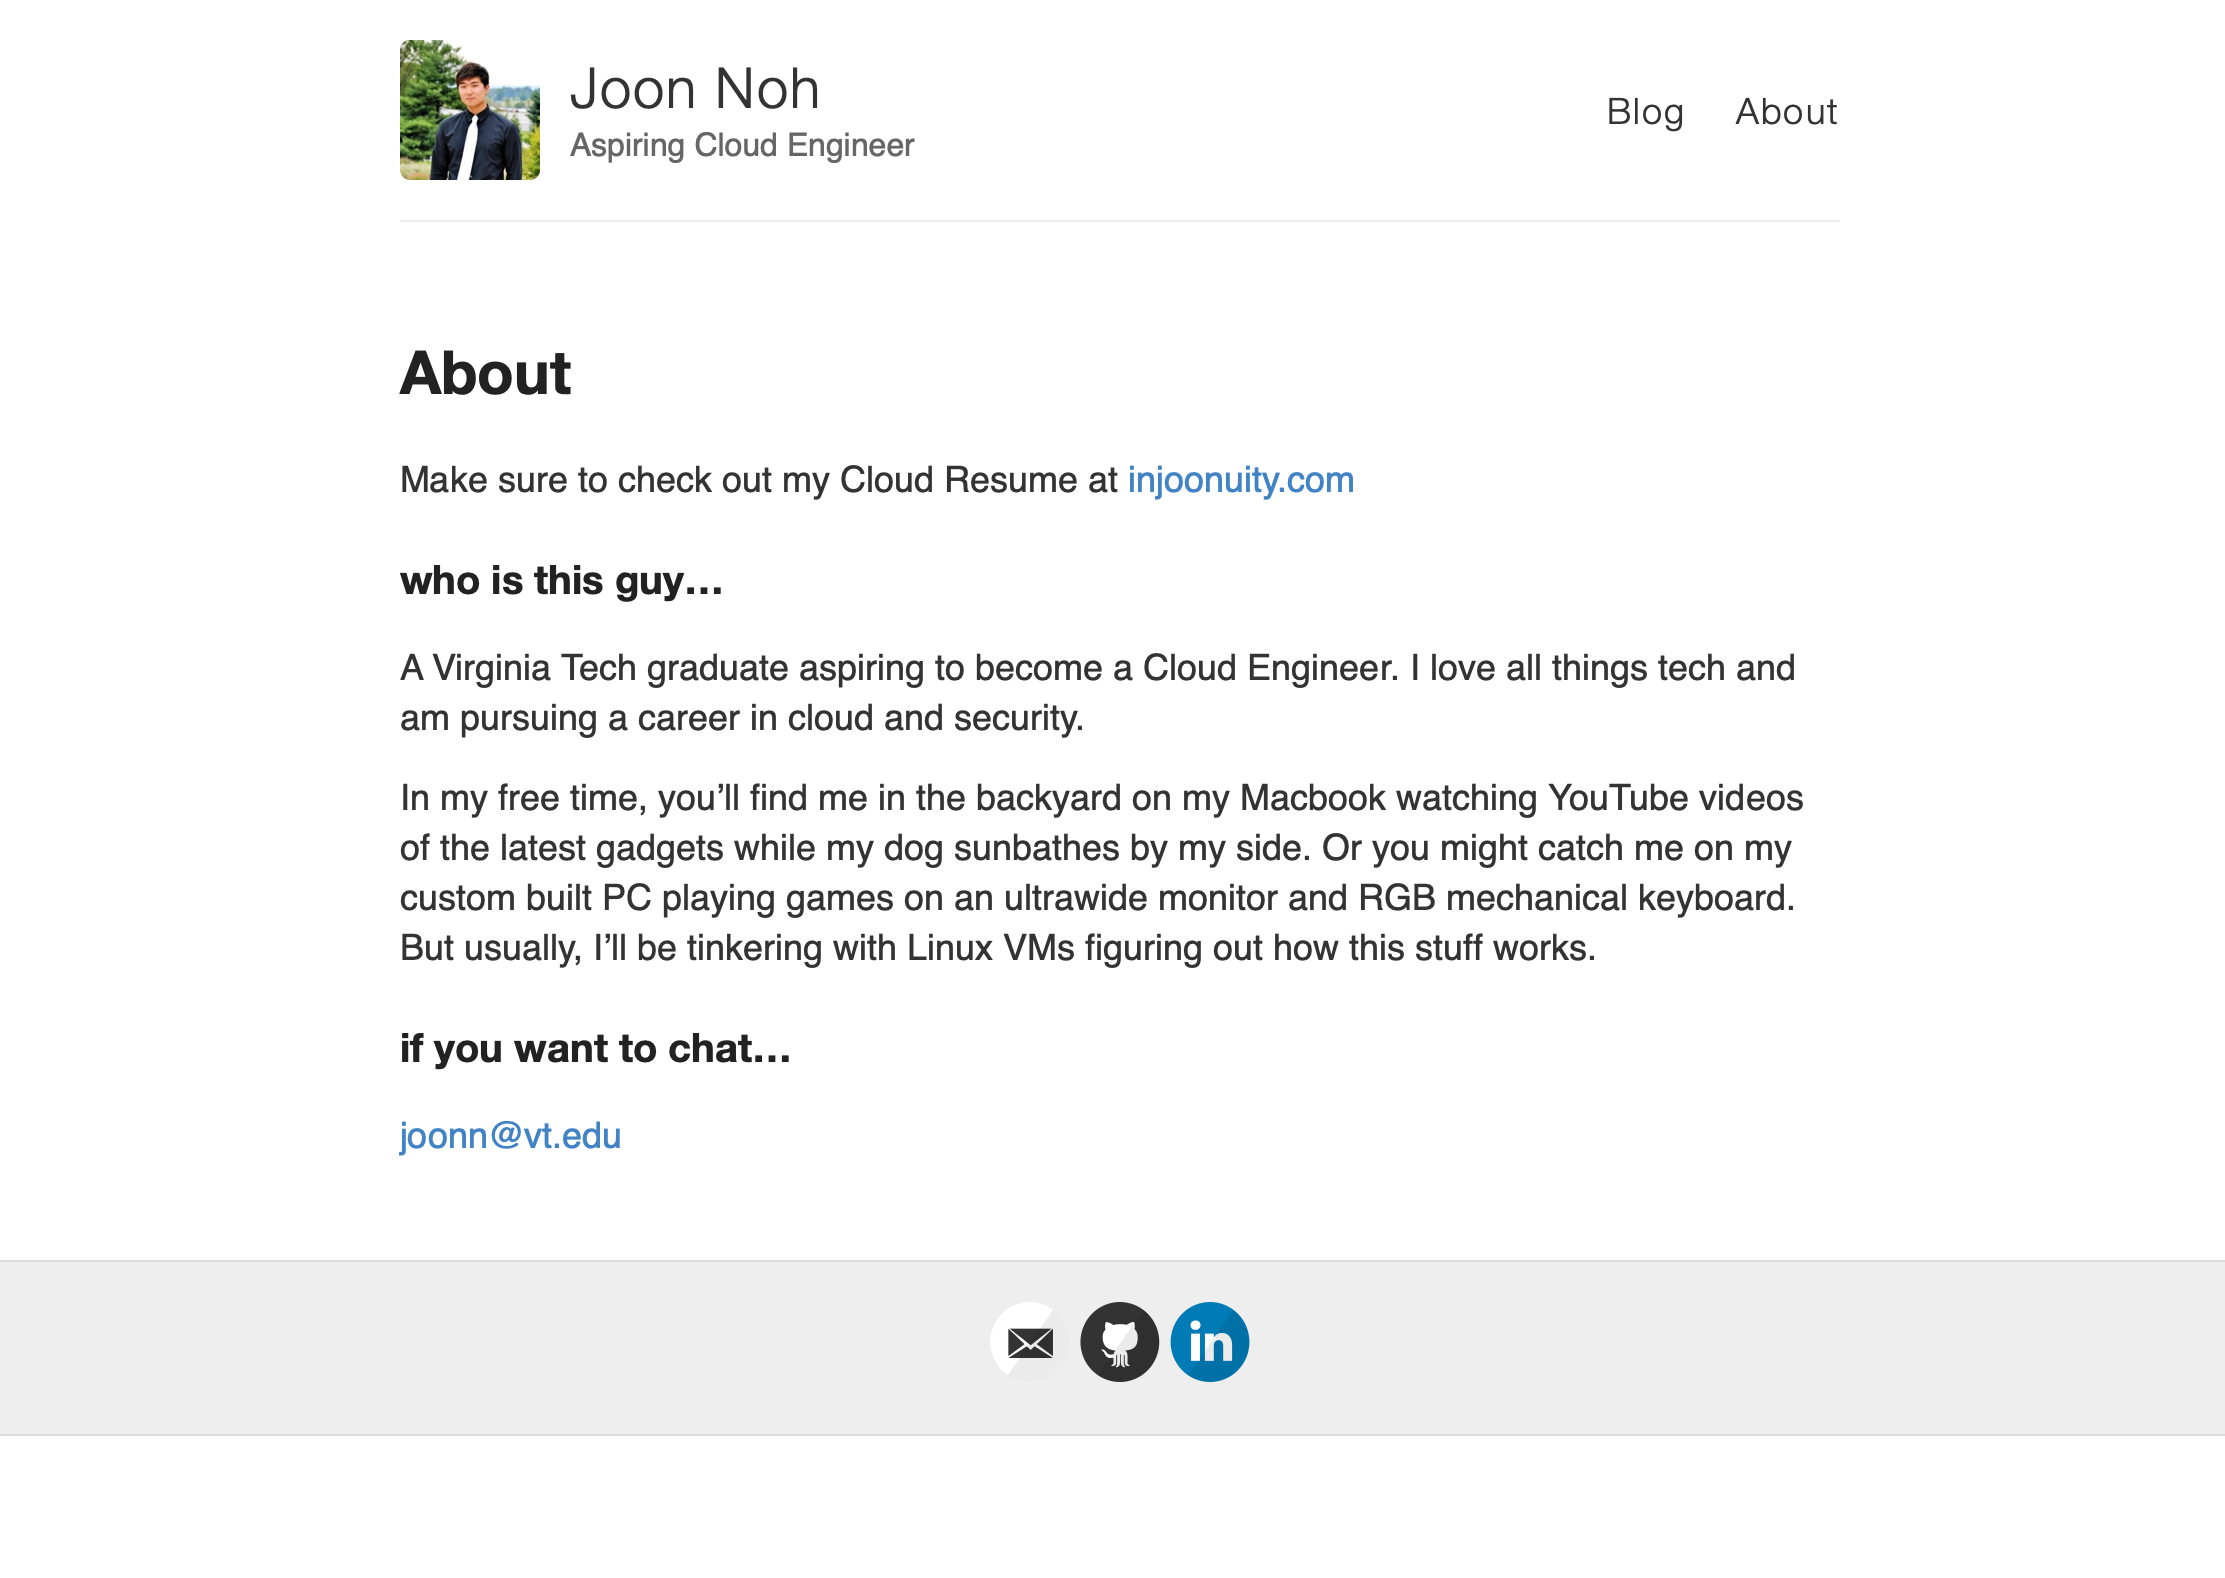 Joon Noh
Aspiring Cloud Engineer
Blog About
About
Make sure to check out my Cloud Resume at injoonuity.com
who is this guy…
A Virginia Tech graduate aspiring to become a Cloud Engineer. I love all things tech and
am pursuing a career in cloud and security.
In my free time, you’ll find me in the backyard on my Macbook watching YouTube videos
of the latest gadgets while my dog sunbathes by my side. Or you might catch me on my
custom built PC playing games on an ultrawide monitor and RGB mechanical keyboard.
But usually, I’ll be tinkering with Linux VMs figuring out how this stuff works.
if you want to chat…
joonn@vt.edu
in